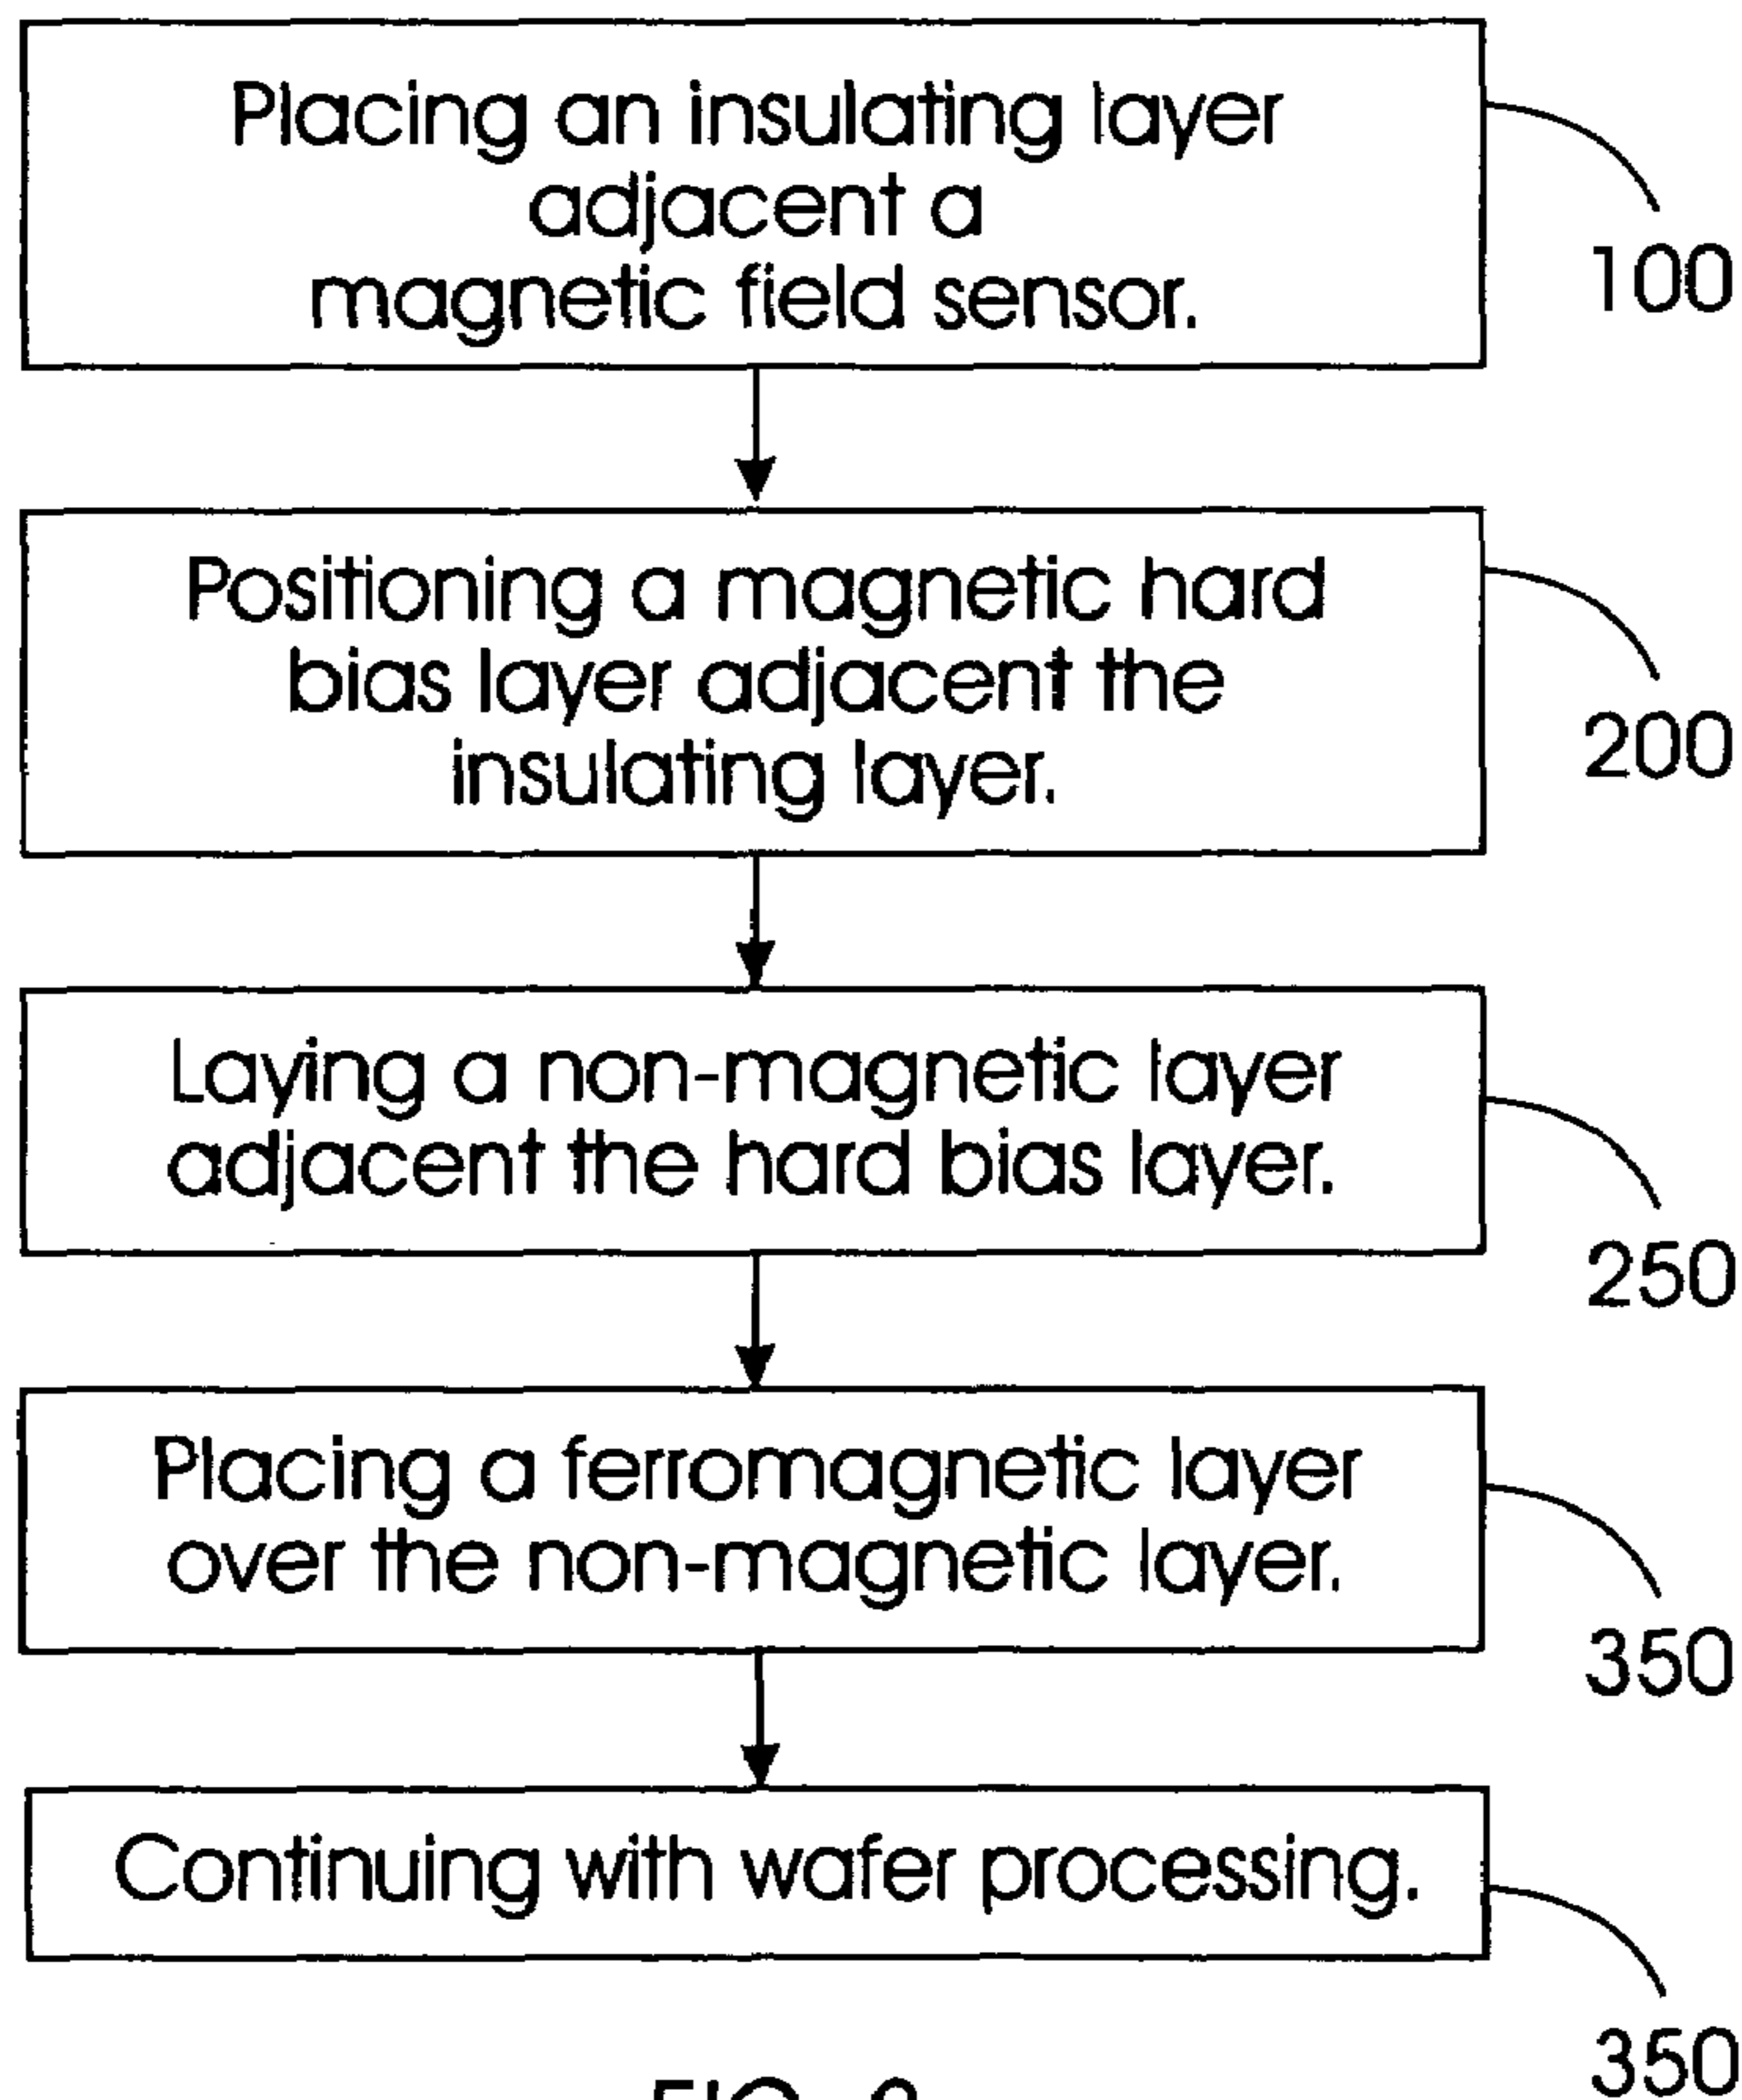 Placing an insulating layer
adjacent a
magnetic field sensor.
100
Positioning a magnetic hard
bias layer adjacent the
insulating layer.
200
Laying a non-magnetic layer
adjacent the hard bias layer.
250
Placing a ferromagnetic layer
over the non-magnetic layer.
350
Continuing with wafer processing.
350
FIG.